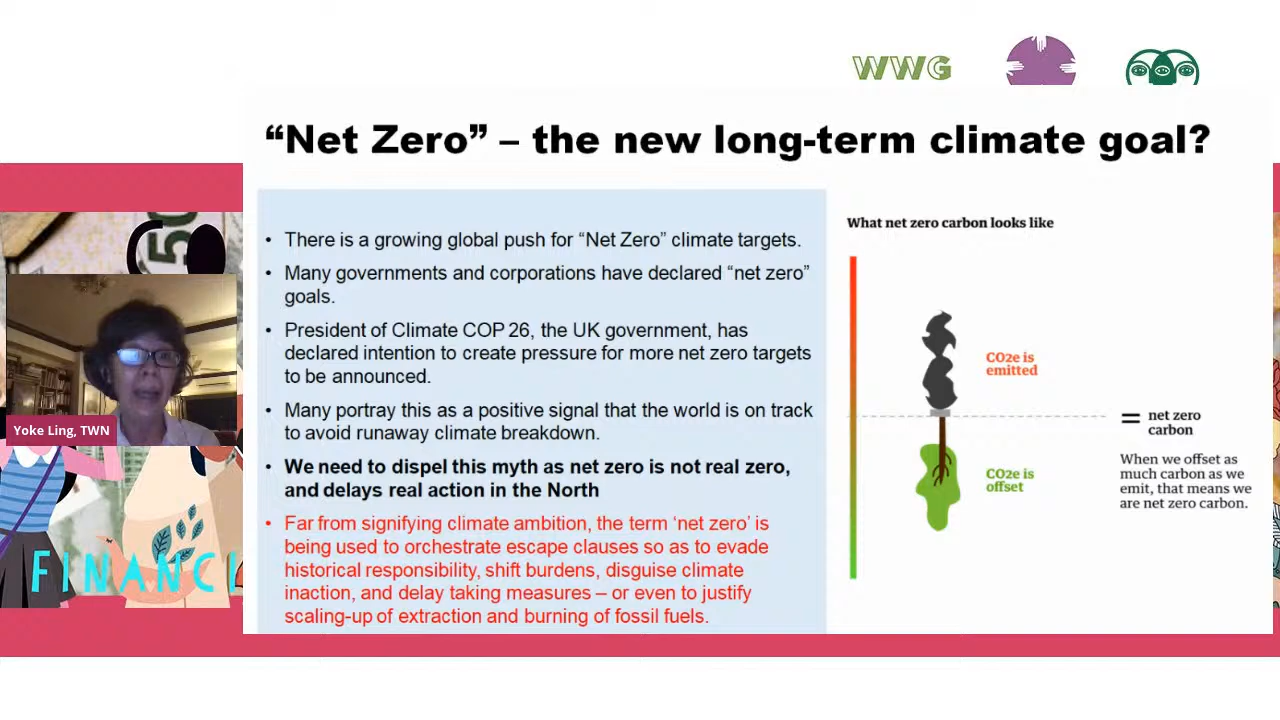 WWG
“Net Zero” – the new long-term climate goal?
• There is a growing global push for “Net Zero” climate targets.
• Many governments and corporations have declared “net zero”
goals.
• President of Climate COP 26, the UK government, has
declared intention to create pressure for more net zero targets
to be announced.
• Many portray this as a positive signal that the world is on track
to avoid runaway climate breakdown.
• We need to dispel this myth as net zero is not real zero,
and delays real action in the North
• Far from signifying climate ambition, the term ‘net zero’ is
being used to orchestrate escape clauses so as to evade
historical responsibility, shift burdens, disguise climate
inaction, and delay taking measures – or even to justify
scaling-up of extraction and burning of fossil fuels.
What net zero carbon looks like
CO2e is
emitted
= net zero
carbon
CO2e is
offset
When we offset as
much carbon as we
emit, that means we
are net zero carbon.
50
Yoke Ling, TWN
FINANCI